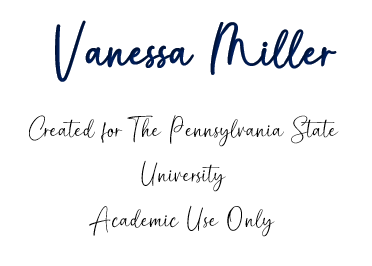 Vanessa Miller
Created for The Pennsylvania State
University
Academic Use Only